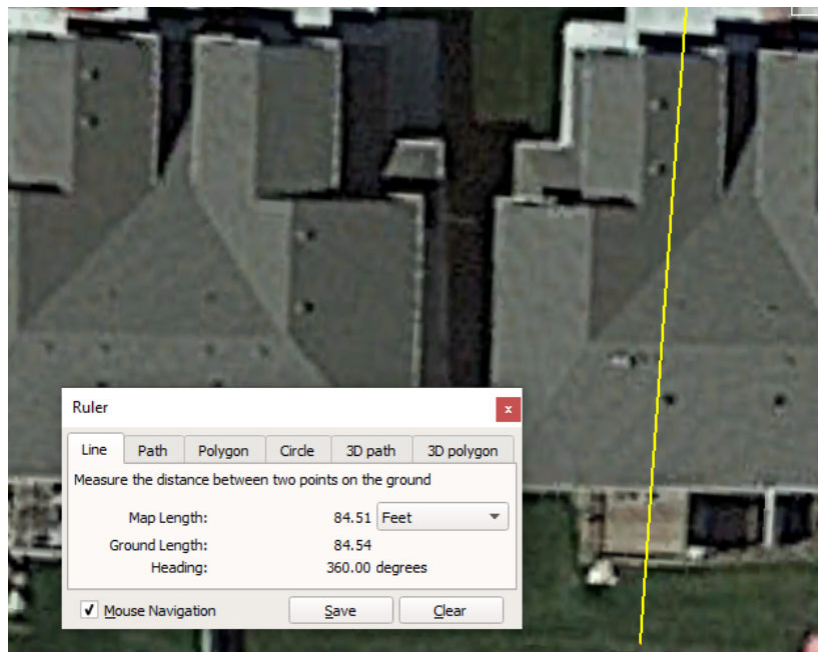 Ruler
x
Line Path Polygon Circle 3D path 3D polygon
Measure the distance between two points on the ground
Map Length: 84.51 Feet
Ground Length: 84.54
Heading: 360.00 degrees
Mouse Navigation Save Clear